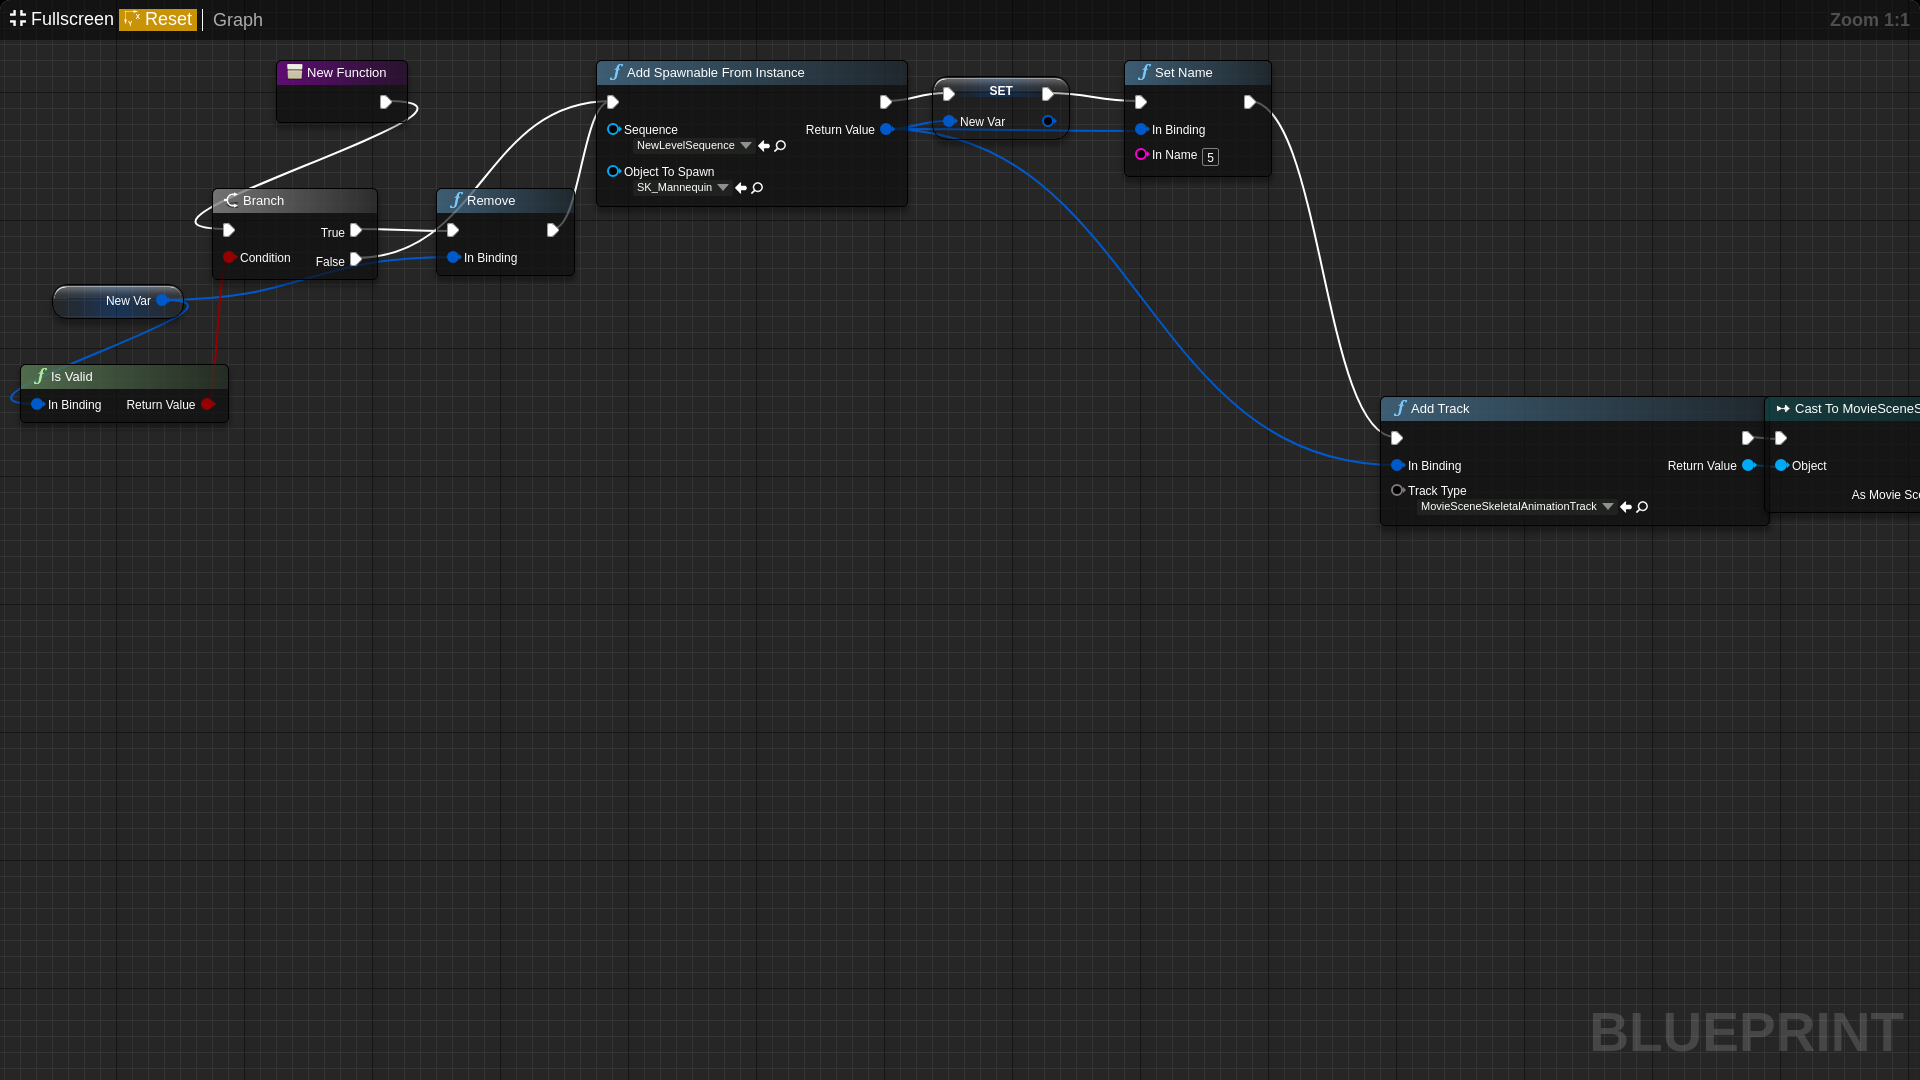 Fullscreen Reset Graph Zoom 1:1
New Function
Add Spawnable From Instance
Sequence
NewLevelSequence
Object To Spawn
SK_Mannequin
Return Value
SET
New Var
Set Name
In Binding
In Name 5
Branch
True
Condition
False
Remove
In Binding
New Var
Is Valid
In Binding Return Value
Add Track
In Binding Return Value
Track Type
MovieSceneSkeletalAnimationTrack
Cast To MovieSceneS
Object
As Movie Sce
BLUEPRINT